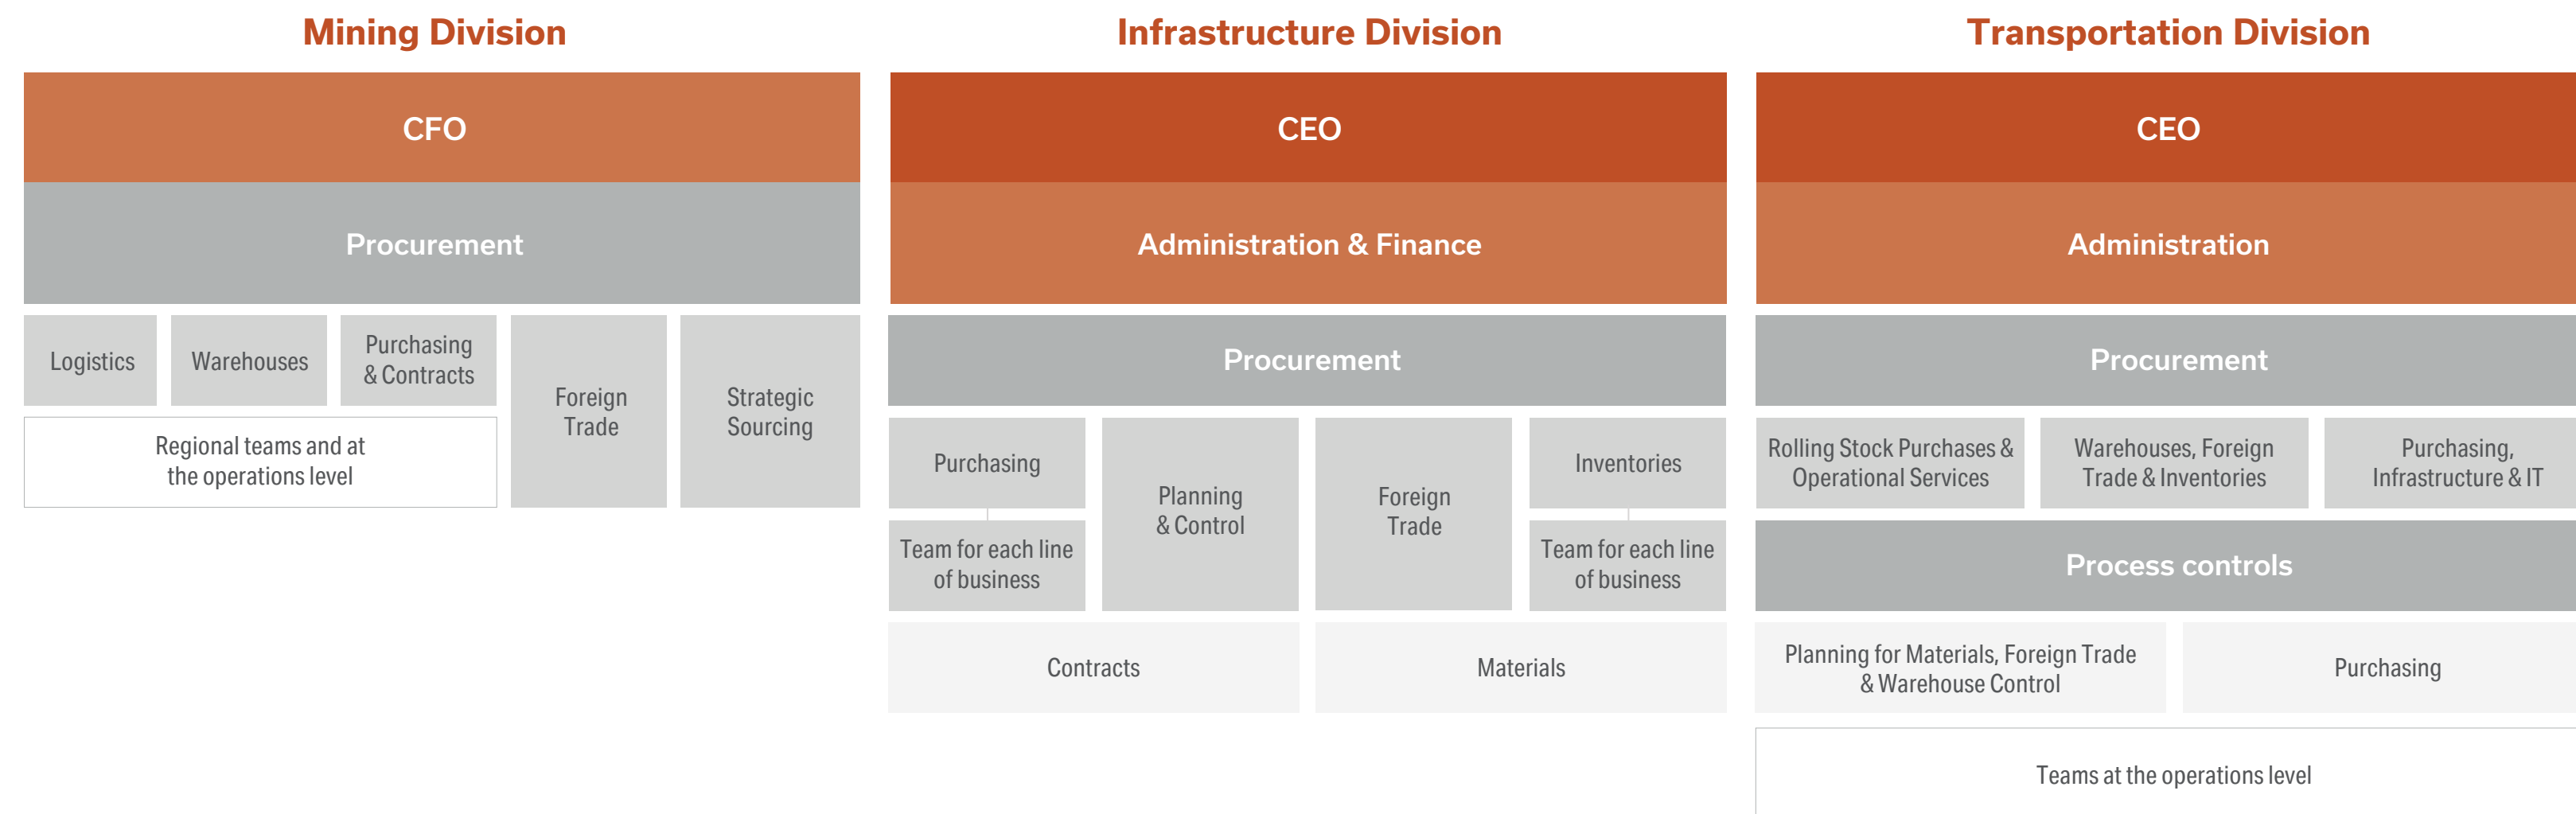 Mining Division
CFO
Procurement
Logistics
Warehouses
Purchasing
& Contracts
Foreign
Trade
Strategic
Sourcing
Regional teams and at
the operations level
Infrastructure Division
CEO
Administration & Finance
Procurement
Purchasing
Planning
& Control
Foreign
Trade
Inventories
Team for each line
of business
Team for each line
of business
Contracts
Materials
Transportation Division
CEO
Administration
Procurement
Rolling Stock Purchases &
Operational Services
Warehouses, Foreign
Trade & Inventories
Purchasing,
Infrastructure & IT
Process controls
Planning for Materials, Foreign Trade
& Warehouse Control
Purchasing
Teams at the operations level